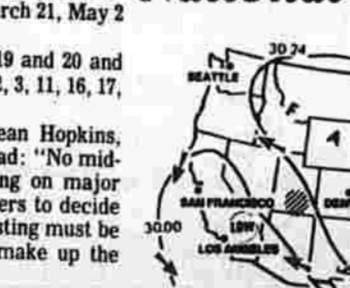 arch 21, May 2
19 and 20 and
2, 3, 11, 16, 17,
ean Hopkins,
ad: "No mid-
ng on major
ers to decide
sting must be
make up the
30.24
SEATTLE
F
A
SAN FRANCISCO
DEN
30.00
LOW
LOS ANGELES